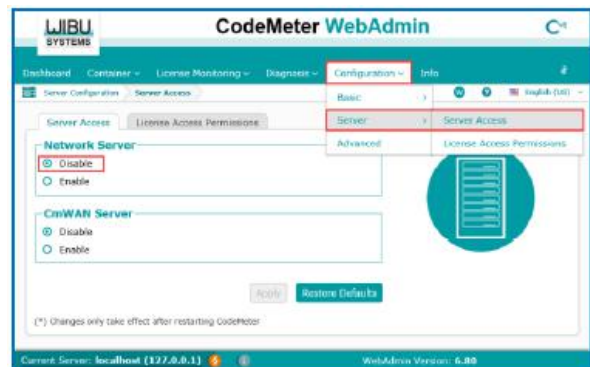 WIBU
SYSTEMS
CodeMeter WebAdmin
Dashboard Container License Monitoring Diagnosis Configuration Info
Server Configuration Server Access
English (US)
Basic
Server
Server Access
Advanced
License Access Permissions
Server Access License Access Permissions
Network Server
Disable
Enable
CmWAN Server
Disable
Enable
Apply Restore Defaults
(*) Changes only take effect after restarting CodeMeter
Current Server: localhost (127.0.0.1) WebAdmin Version: 6.80